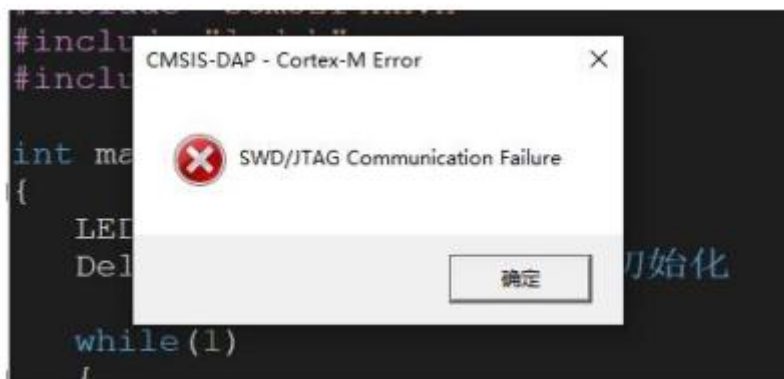 #inclu
CMSIS-DAP - Cortex-M Error
#inclu
int ma
SWD/JTAG Communication Failure
{
LED
Del
初始化
确定
while(1)
{